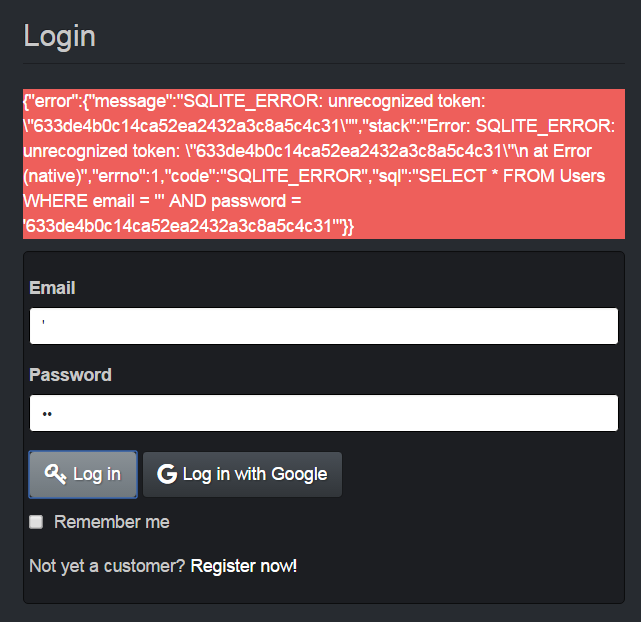 Login
{"error":{"message":"SQLITE_ERROR: unrecognized token:
\"633de4b0c14ca52ea2432a3c8a5c4c31\"","stack":"Error: SQLITE_ERROR:
unrecognized token: \"633de4b0c14ca52ea2432a3c8a5c4c31\"\n at Error
(native)","errno":1,"code":"SQLITE_ERROR","sql":"SELECT * FROM Users
WHERE email = ''' AND password =
'633de4b0c14ca52ea2432a3c8a5c4c31'"}}
Email
'
Password
••
Log in G Log in with Google
Remember me
Not yet a customer? Register now!